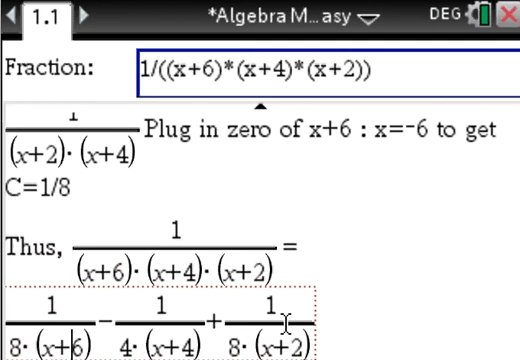 1.1 *Algebra M…asy DEG
Fraction: 1/((x+6)*(x+4)*(x+2))
1/((x+2)·(x+4)) Plug in zero of x+6 : x=-6 to get
C=1/8
Thus, 1/((x+6)·(x+4)·(x+2)) =
1/(8·(x+6)) − 1/(4·(x+4)) + 1/(8·(x+2))